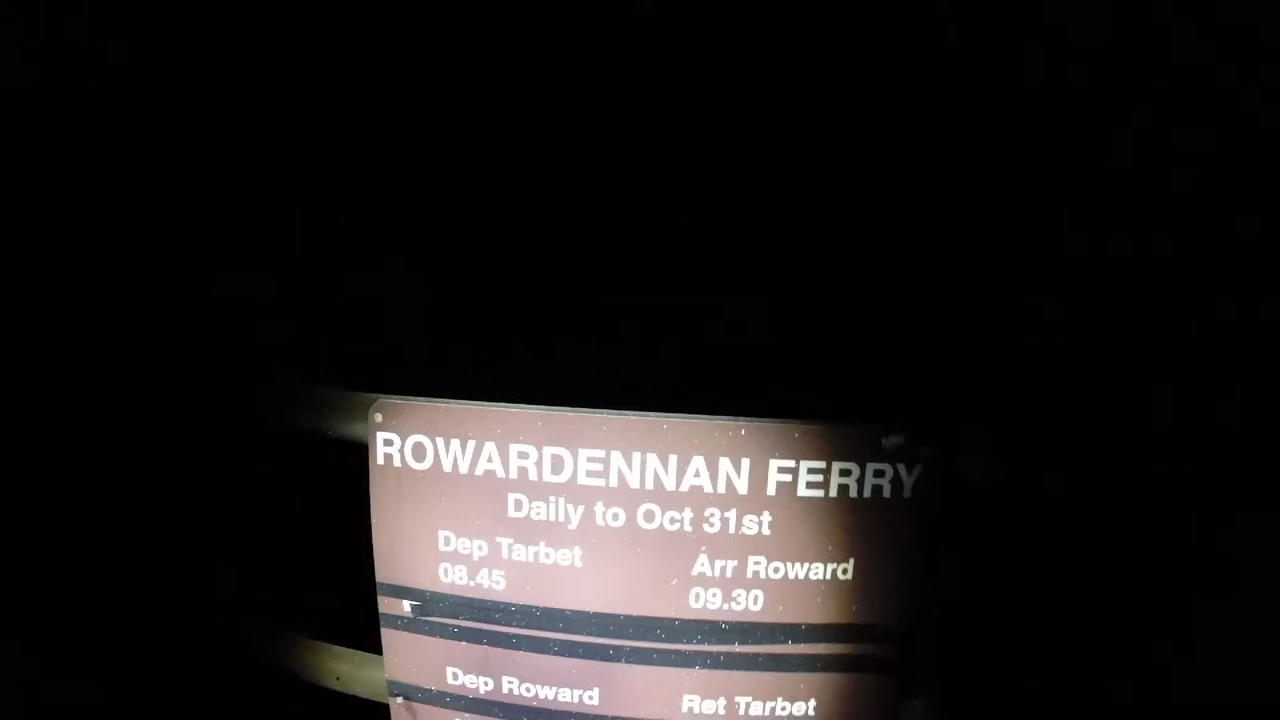 ROWARDENNAN FERRY
Daily to Oct 31st
Dep Tarbet Arr Roward
08.45 09.30
Dep Roward Ret Tarbet